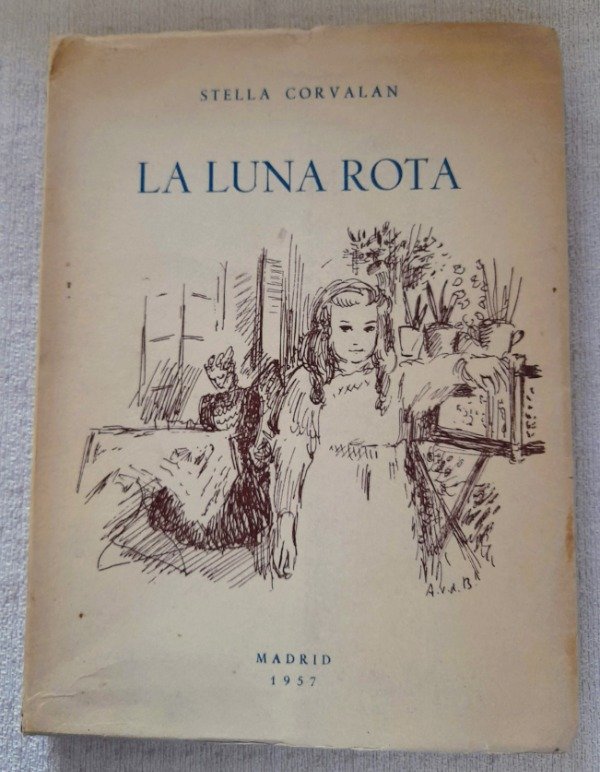 STELLA CORVALAN
LA LUNA ROTA
A.v.d.B
MADRID
1957